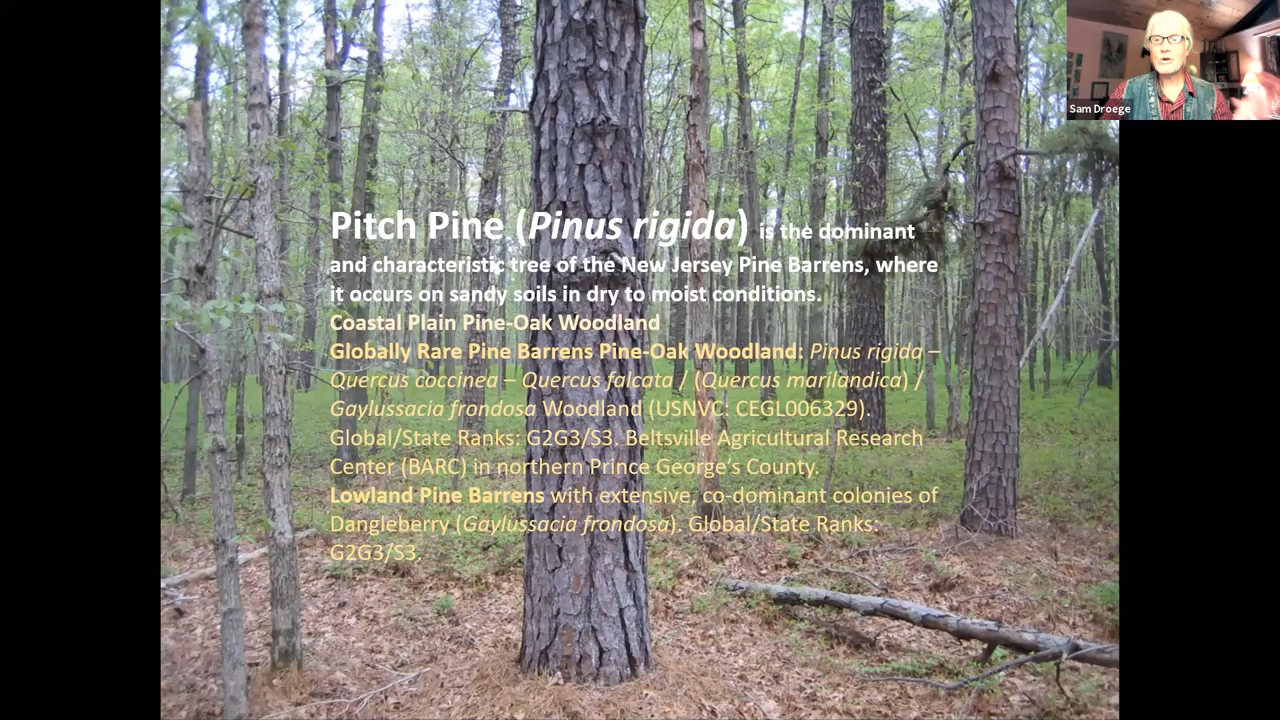 Sam Droege
Pitch Pine (Pinus rigida) is the dominant
and characteristic tree of the New Jersey Pine Barrens, where
it occurs on sandy soils in dry to moist conditions.
Coastal Plain Pine-Oak Woodland
Globally Rare Pine Barrens Pine-Oak Woodland: Pinus rigida –
Quercus coccinea – Quercus falcata / (Quercus marilandica) /
Gaylussacia frondosa Woodland (USNVC: CEGL006329).
Global/State Ranks: G2G3/S3. Beltsville Agricultural Research
Center (BARC) in northern Prince George's County.
Lowland Pine Barrens with extensive, co-dominant colonies of
Dangleberry (Gaylussacia frondosa). Global/State Ranks:
G2G3/S3.